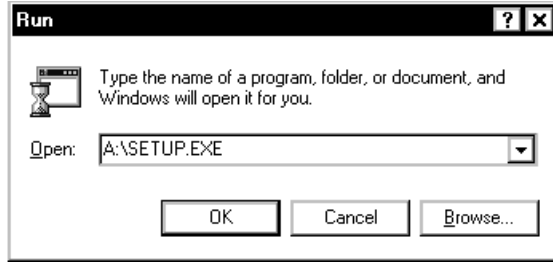 Run
Type the name of a program, folder, or document, and
Windows will open it for you.
Open: A:\SETUP.EXE
OK Cancel Browse...